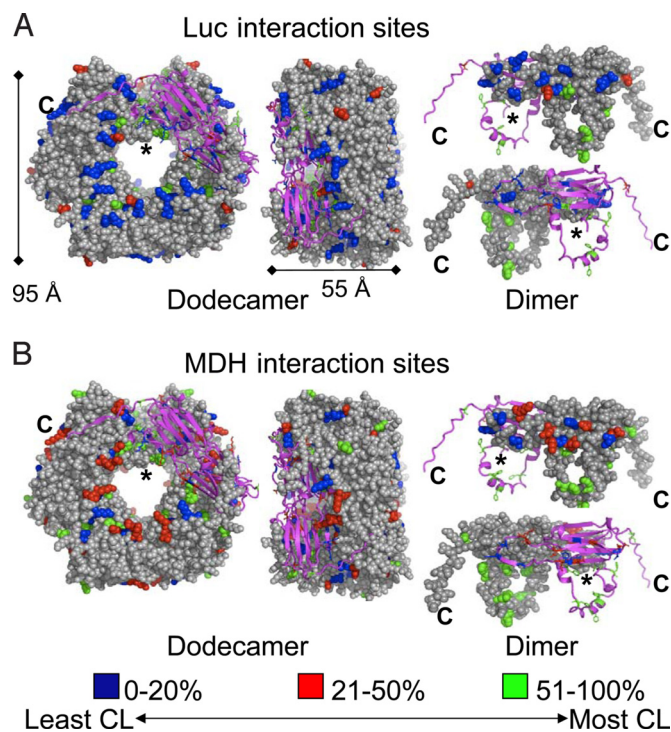 A
Luc interaction sites
C
*
*
C
C
*
C
C
95 Å
Dodecamer
55 Å
Dimer
B
MDH interaction sites
C
*
*
C
C
*
C
C
Dodecamer
Dimer
0-20%
21-50%
51-100%
Least CL
Most CL